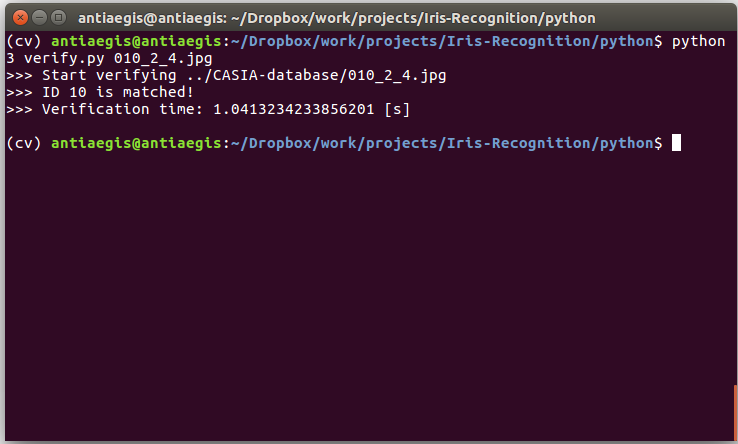 antiaegis@antiaegis: ~/Dropbox/work/projects/Iris-Recognition/python
(cv) antiaegis@antiaegis:~/Dropbox/work/projects/Iris-Recognition/python$ python
3 verify.py 010_2_4.jpg
>>> Start verifying ../CASIA-database/010_2_4.jpg
>>> ID 10 is matched!
>>> Verification time: 1.0413234233856201 [s]
(cv) antiaegis@antiaegis:~/Dropbox/work/projects/Iris-Recognition/python$